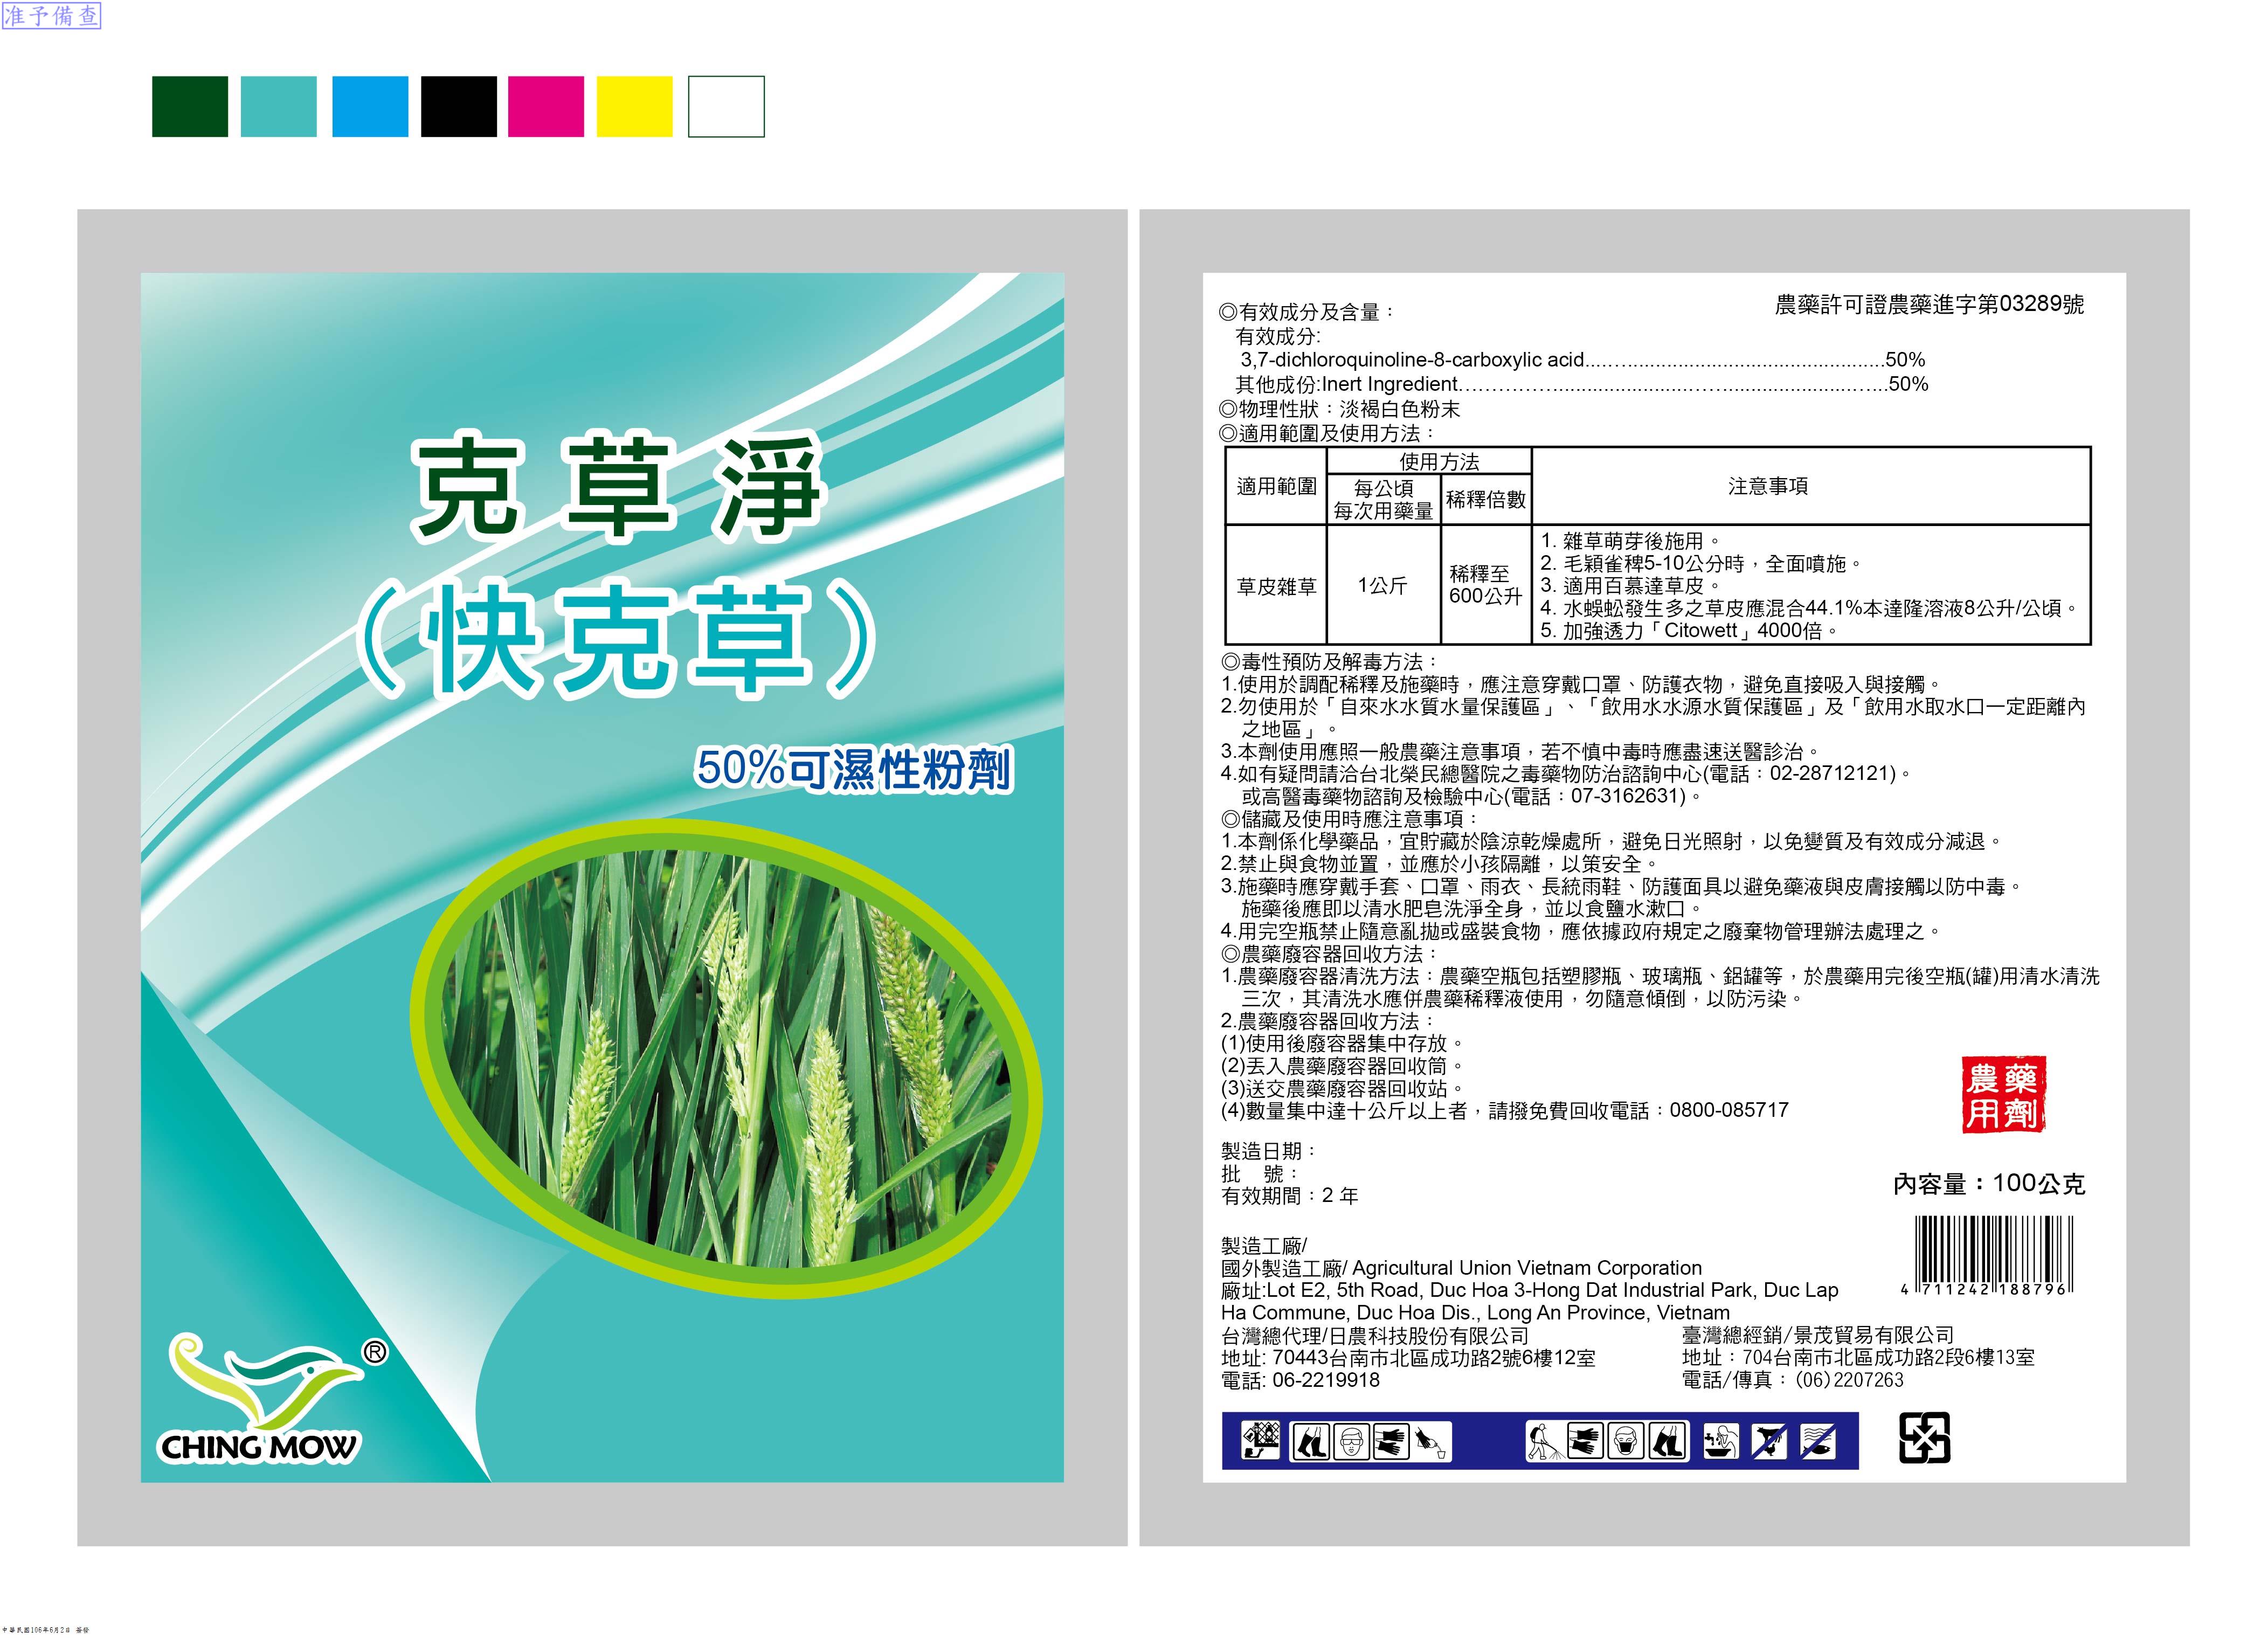 准予備查
克草淨
（快克草）
50%可濕性粉劑
®
CHING MOW
農藥許可證農藥進字第03289號
◎有效成分及含量：
有效成分:
3,7-dichloroquinoline-8-carboxylic acid......................................................50%
其他成份:Inert Ingredient...........................................................................50%
◎物理性狀：淡褐白色粉末
◎適用範圍及使用方法：
適用範圍
使用方法
每公頃
每次用藥量
稀釋倍數
注意事項
草皮雜草
1公斤
稀釋至
600公升
1. 雜草萌芽後施用。
2. 毛穎雀稗5-10公分時，全面噴施。
3. 適用百慕達草皮。
4. 水蜈蚣發生多之草皮應混合44.1%本達隆溶液8公升/公頃。
5. 加強透力「Citowett」4000倍。
◎毒性預防及解毒方法：
1.使用於調配稀釋及施藥時，應注意穿戴口罩、防護衣物，避免直接吸入與接觸。
2.勿使用於「自來水水質水量保護區」、「飲用水水源水質保護區」及「飲用水取水口一定距離內
之地區」。
3.本劑使用應照一般農藥注意事項，若不慎中毒時應盡速送醫診治。
4.如有疑問請洽台北榮民總醫院之毒藥物防治諮詢中心(電話：02-28712121)。
或高醫毒藥物諮詢及檢驗中心(電話：07-3162631)。
◎儲藏及使用時應注意事項：
1.本劑係化學藥品，宜貯藏於陰涼乾燥處所，避免日光照射，以免變質及有效成分減退。
2.禁止與食物並置，並應於小孩隔離，以策安全。
3.施藥時應穿戴手套、口罩、雨衣、長統雨鞋、防護面具以避免藥液與皮膚接觸以防中毒。
施藥後應即以清水肥皂洗淨全身，並以食鹽水漱口。
4.用完空瓶禁止隨意亂拋或盛裝食物，應依據政府規定之廢棄物管理辦法處理之。
◎農藥廢容器回收方法：
1.農藥廢容器清洗方法：農藥空瓶包括塑膠瓶、玻璃瓶、鋁罐等，於農藥用完後空瓶(罐)用清水清洗
三次，其清洗水應併農藥稀釋液使用，勿隨意傾倒，以防污染。
2.農藥廢容器回收方法：
(1)使用後廢容器集中存放。
(2)丟入農藥廢容器回收筒。
(3)送交農藥廢容器回收站。
(4)數量集中達十公斤以上者，請撥免費回收電話：0800-085717
農藥
用劑
製造日期：
批 號：
有效期間：2 年
內容量：100公克
4 711242 188796
製造工廠/
國外製造工廠/ Agricultural Union Vietnam Corporation
廠址:Lot E2, 5th Road, Duc Hoa 3-Hong Dat Industrial Park, Duc Lap
Ha Commune, Duc Hoa Dis., Long An Province, Vietnam
台灣總代理/日農科技股份有限公司
地址: 70443台南市北區成功路2號6樓12室
電話: 06-2219918
臺灣總經銷/景茂貿易有限公司
地址：704台南市北區成功路2段6樓13室
電話/傳真：(06)2207263
中華民國106年6月2日 簽發